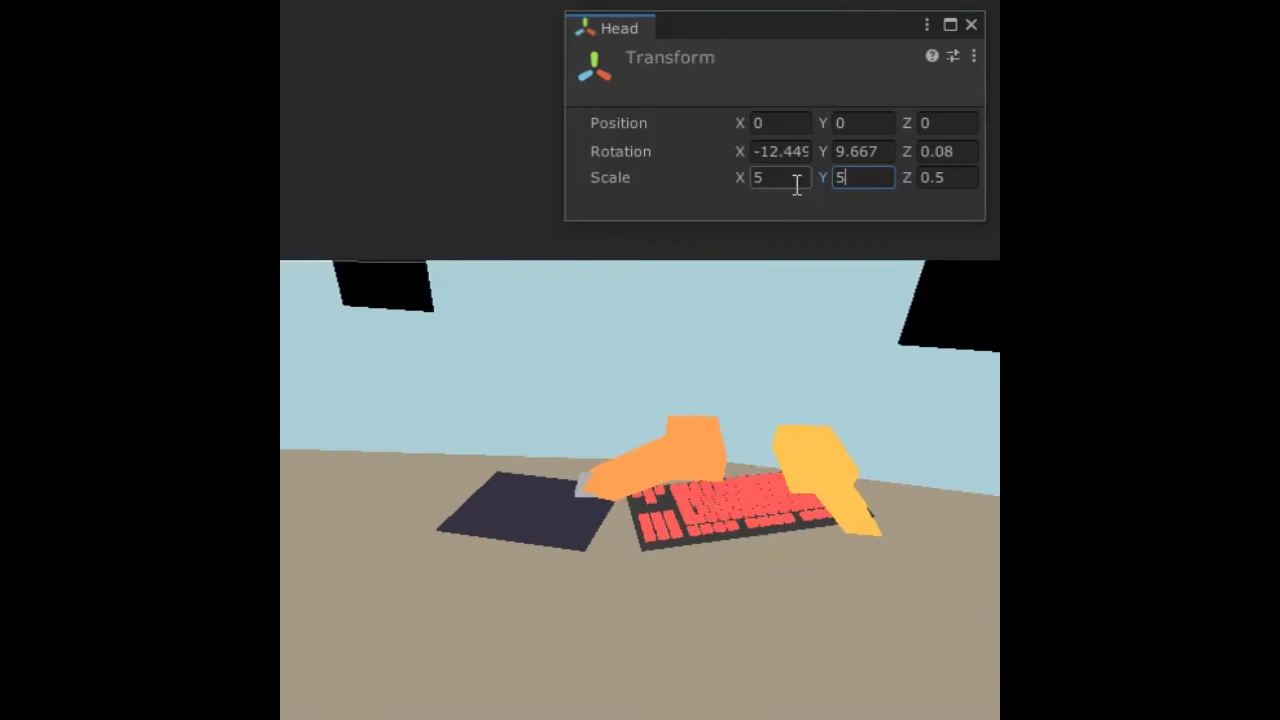 Head
Transform
Position X 0 Y 0 Z 0
Rotation X -12.449 Y 9.667 Z 0.08
Scale X 5 Y 5 Z 0.5